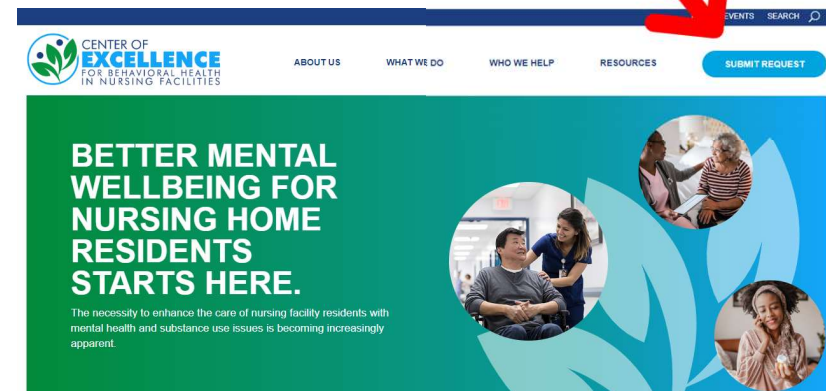 EVENTS SEARCH
CENTER OF
EXCELLENCE
FOR BEHAVIORAL HEALTH
IN NURSING FACILITIES
ABOUT US WHAT WE DO WHO WE HELP RESOURCES SUBMIT REQUEST
BETTER MENTAL
WELLBEING FOR
NURSING HOME
RESIDENTS
STARTS HERE.
The necessity to enhance the care of nursing facility residents with
mental health and substance use issues is becoming increasingly
apparent.